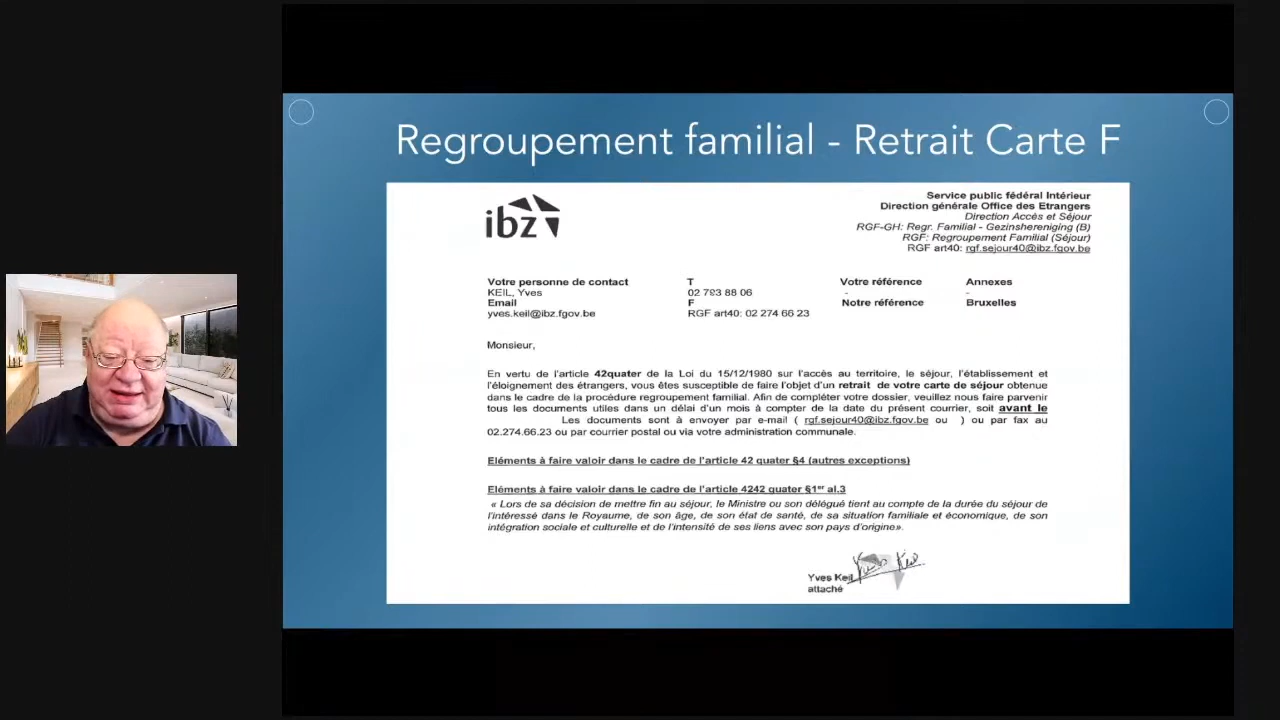 Regroupement familial - Retrait Carte F
ibz
Service public fédéral Intérieur
Direction générale Office des Etrangers
Direction Accès et Séjour
RGF-GH: Regr. Familial - Gezinshereniging (B)
RGF: Regroupement Familial (Séjour)
RGF art40: rgf.sejour40@ibz.fgov.be
Votre personne de contact
KEIL, Yves
Email
yves.keil@ibz.fgov.be
T
02 793 88 06
F
RGF art40: 02 274 66 23
Votre référence
-
Notre référence
Annexes
-
Bruxelles
Monsieur,
En vertu de l'article 42quater de la Loi du 15/12/1980 sur l'accès au territoire, le séjour, l'établissement et
l'éloignement des étrangers, vous êtes susceptible de faire l'objet d'un retrait de votre carte de séjour obtenue
dans le cadre de la procédure regroupement familial. Afin de compléter votre dossier, veuillez nous faire parvenir
tous les documents utiles dans un délai d'un mois à compter de la date du présent courrier, soit avant le
Les documents sont à envoyer par e-mail ( rgf.sejour40@ibz.fgov.be ou ) ou par fax au
02.274.66.23 ou par courrier postal ou via votre administration communale.
Eléments à faire valoir dans le cadre de l'article 42 quater §4 (autres exceptions)
Eléments à faire valoir dans le cadre de l'article 4242 quater §1er al.3
« Lors de sa décision de mettre fin au séjour, le Ministre ou son délégué tient au compte de la durée du séjour de
l'intéressé dans le Royaume, de son âge, de son état de santé, de sa situation familiale et économique, de son
intégration sociale et culturelle et de l'intensité de ses liens avec son pays d'origine».
Yves Keil
attaché
Yves Keil